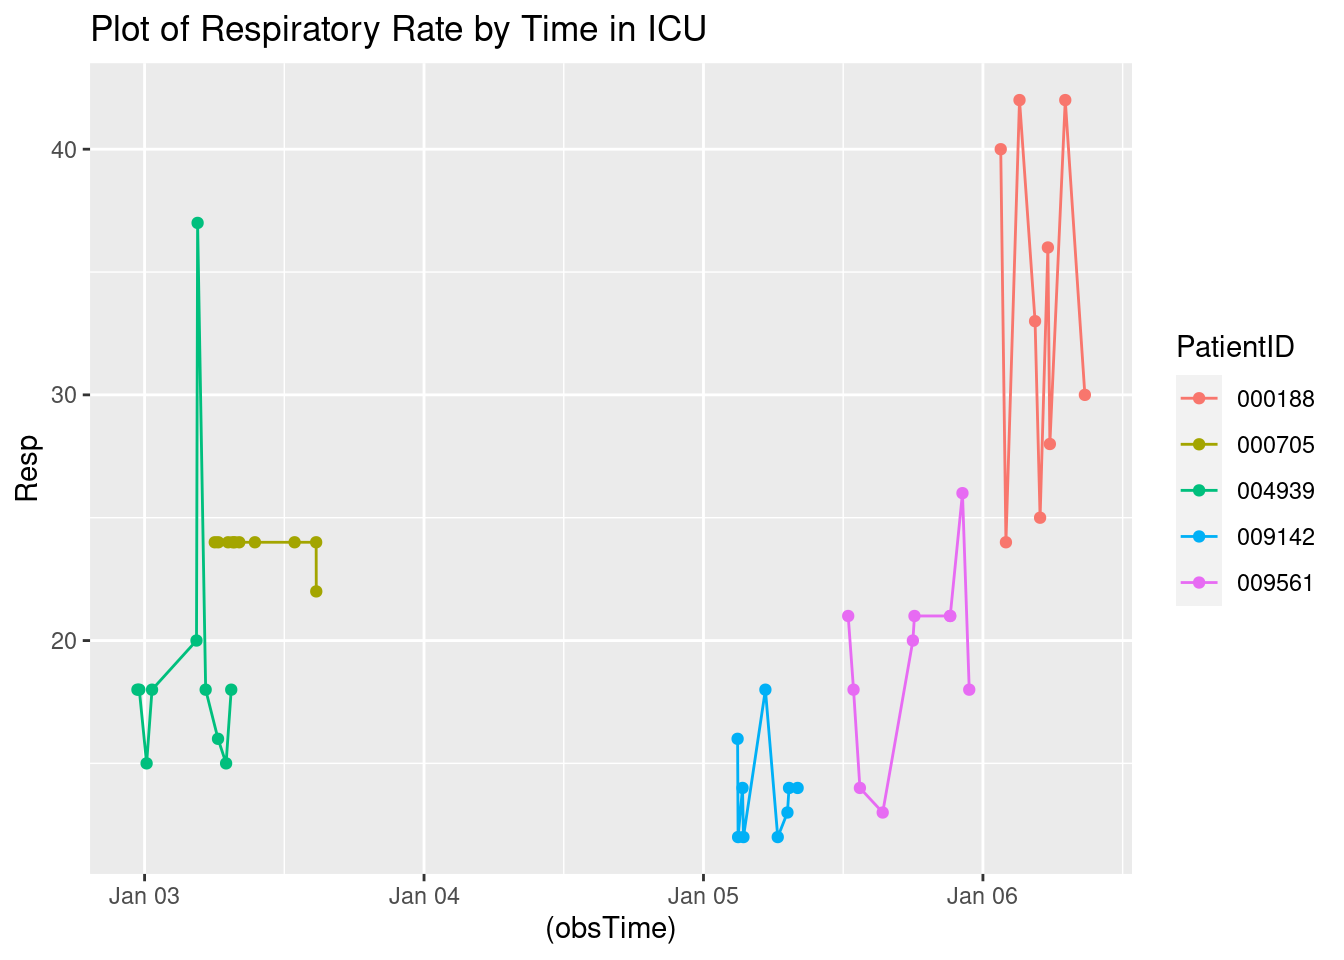 Plot of Respiratory Rate by Time in ICU
40
30
20
Resp
Jan 03
Jan 04
Jan 05
Jan 06
(obsTime)
PatientID
000188
000705
004939
009142
009561